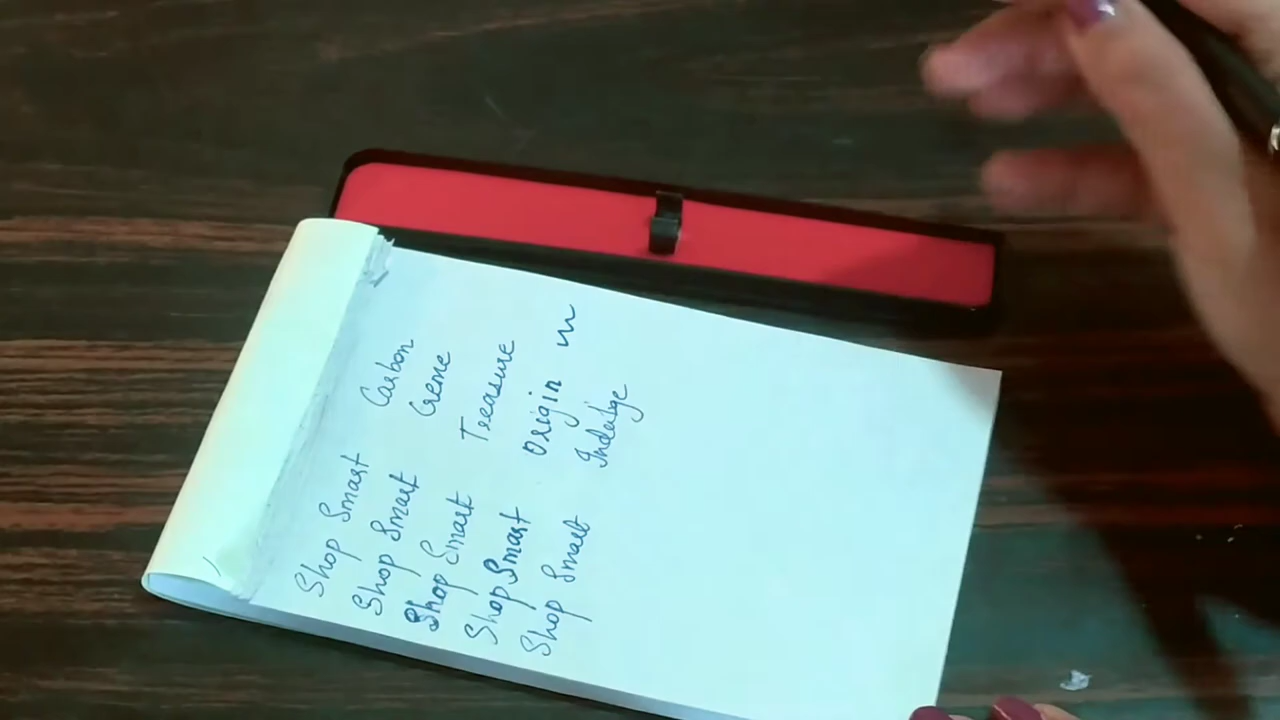 Shop Smart Carbon
Shop Smart Creme
Shop Smart Treasure
Shop Smart Origin
Shop Smart Indulge